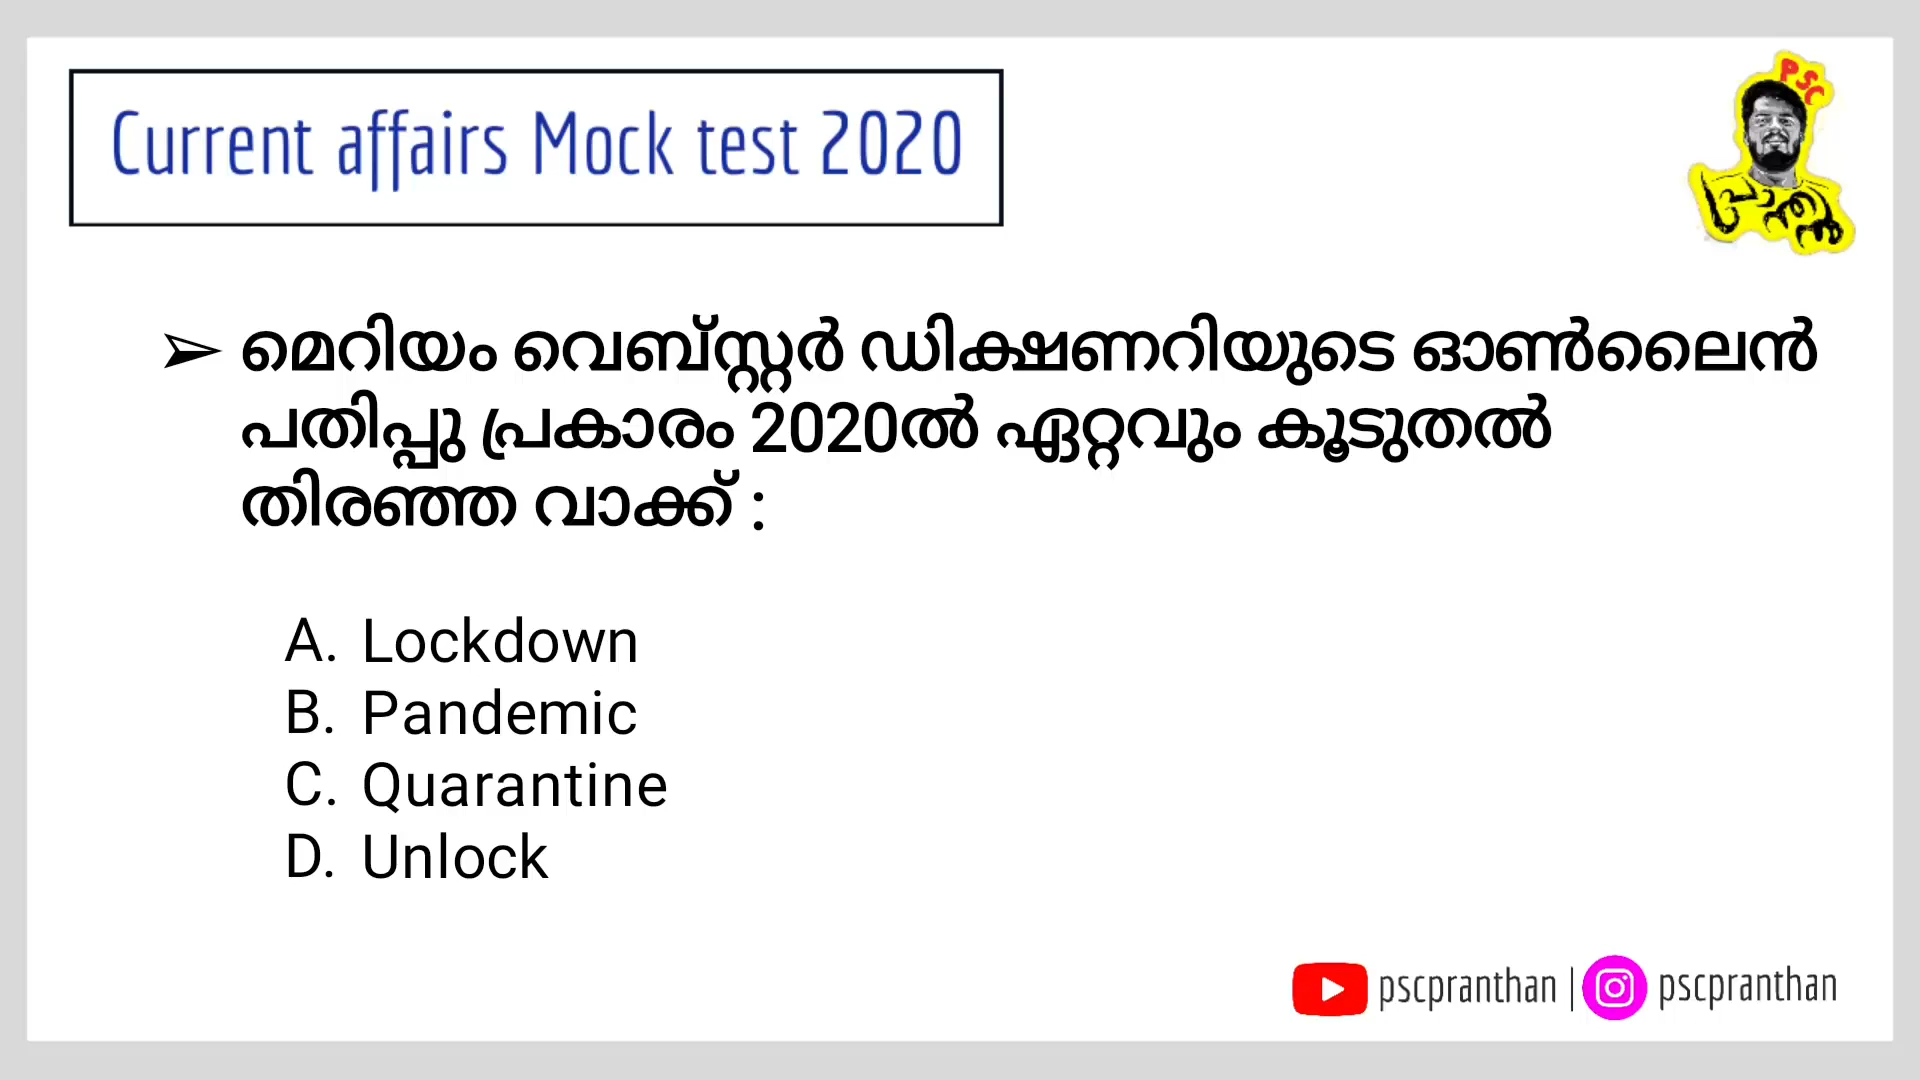 Current affairs Mock test 2020
PSC
പ്രാന്തൻ
➢ മെറിയം വെബ്സ്റ്റർ ഡിക്ഷണറിയുടെ ഓൺലൈൻ
പതിപ്പു പ്രകാരം 2020ൽ ഏറ്റവും കൂടുതൽ
തിരഞ്ഞ വാക്ക് :
A. Lockdown
B. Pandemic
C. Quarantine
D. Unlock
pscpranthan | pscpranthan